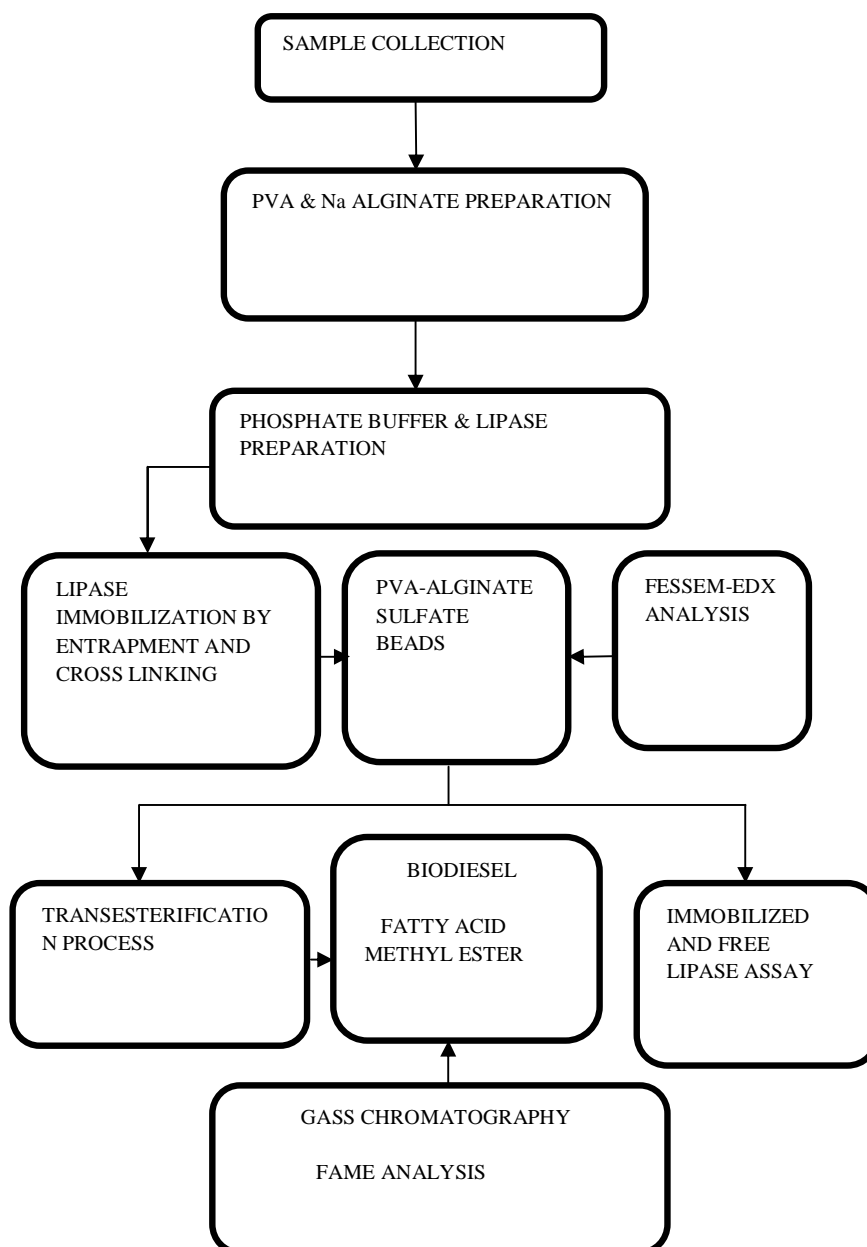 SAMPLE COLLECTION
PVA & Na ALGINATE PREPARATION
PHOSPHATE BUFFER & LIPASE
PREPARATION
LIPASE
IMMOBILIZATION BY
ENTRAPMENT AND
CROSS LINKING
PVA-ALGINATE
SULFATE
BEADS
FESSEM-EDX
ANALYSIS
TRANSESTERIFICATIO
N PROCESS
BIODIESEL
FATTY ACID
METHYL ESTER
IMMOBILIZED
AND FREE
LIPASE ASSAY
GASS CHROMATOGRAPHY
FAME ANALYSIS